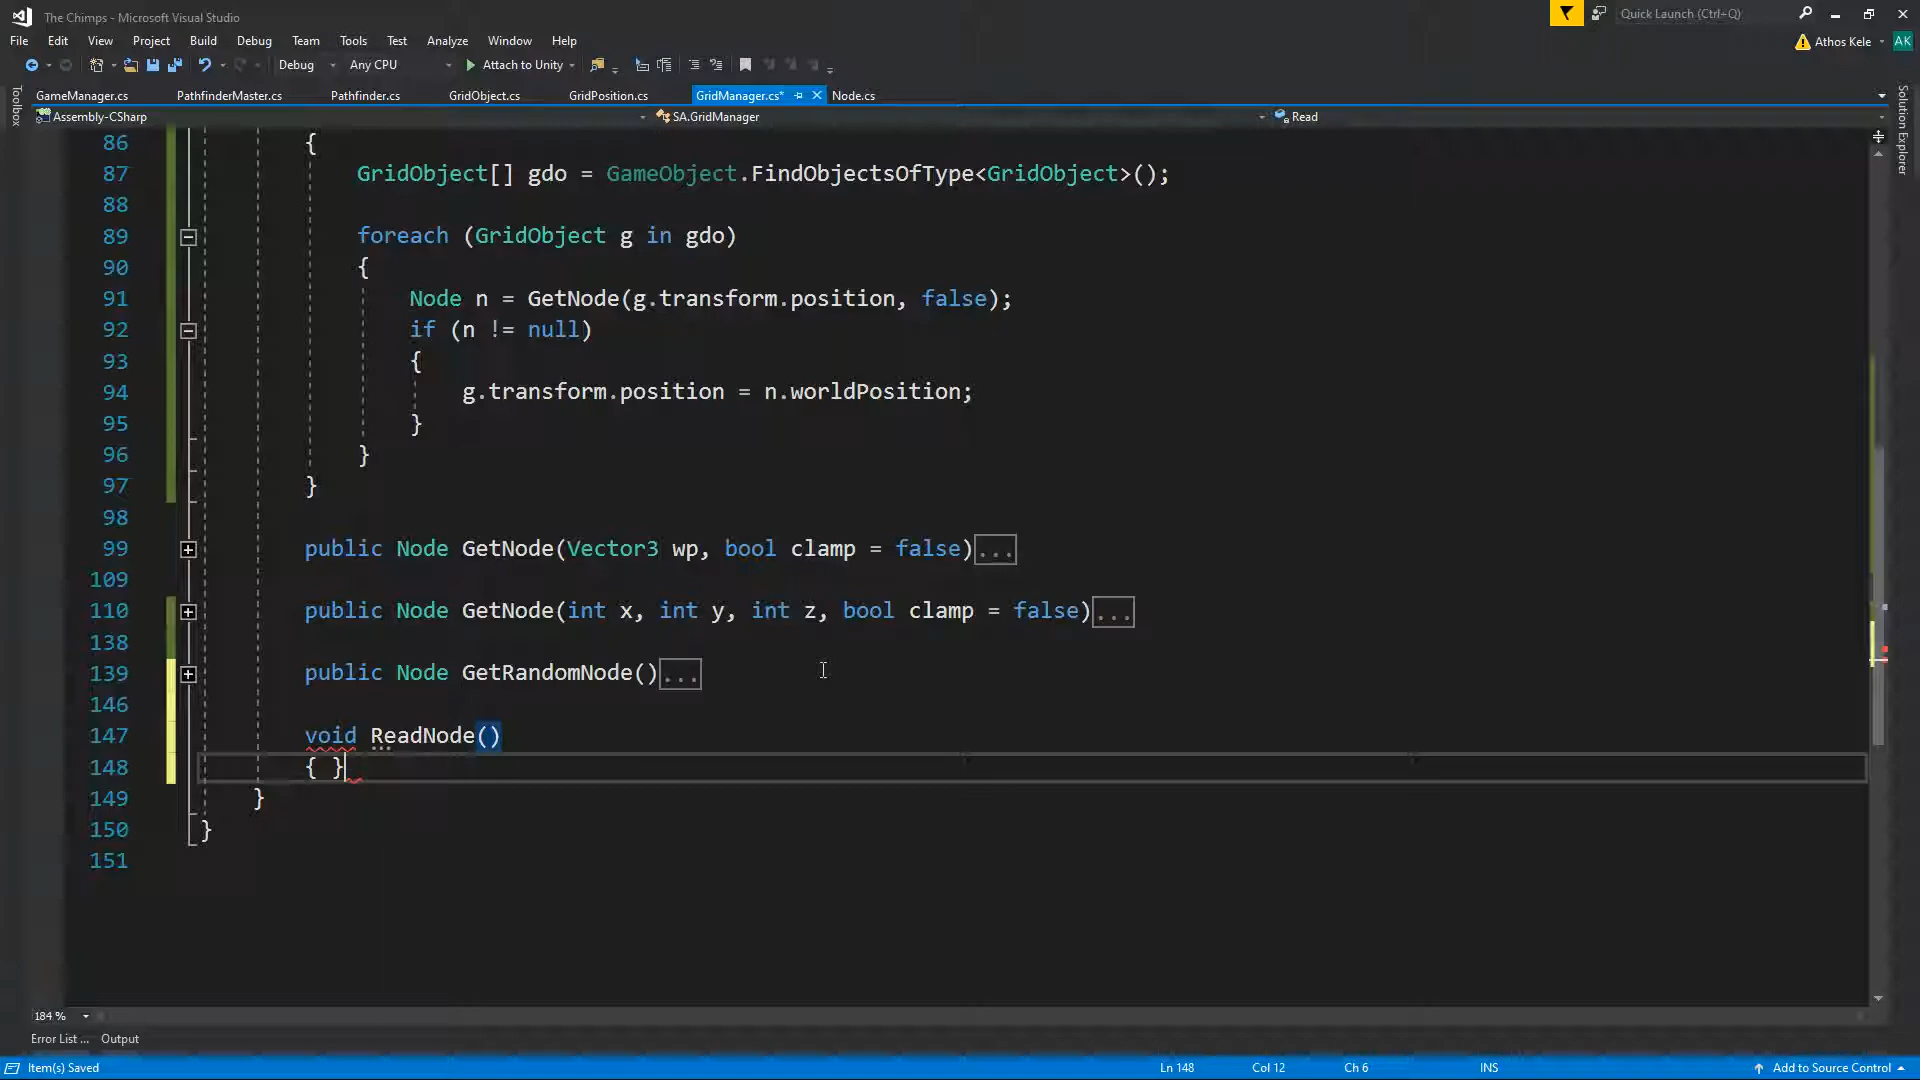 The Chimps - Microsoft Visual Studio
Quick Launch (Ctrl+Q)
File Edit View Project Build Debug Team Tools Test Analyze Window Help
Athos Kele AK
Debug Any CPU Attach to Unity
Toolbox
GameManager.cs PathfinderMaster.cs Pathfinder.cs GridObject.cs GridPosition.cs GridManager.cs* Node.cs
Solution Explorer
Assembly-CSharp SA.GridManager Read
86 {
87 GridObject[] gdo = GameObject.FindObjectsOfType<GridObject>();
88
89 foreach (GridObject g in gdo)
90 {
91 Node n = GetNode(g.transform.position, false);
92 if (n != null)
93 {
94 g.transform.position = n.worldPosition;
95 }
96 }
97 }
98
99 public Node GetNode(Vector3 wp, bool clamp = false)...
109
110 public Node GetNode(int x, int y, int z, bool clamp = false)...
138
139 public Node GetRandomNode()...
146
147 void ReadNode()
148 { }
149 }
150 }
151
184 %
Error List ... Output
Item(s) Saved Ln 148 Col 12 Ch 6 INS Add to Source Control